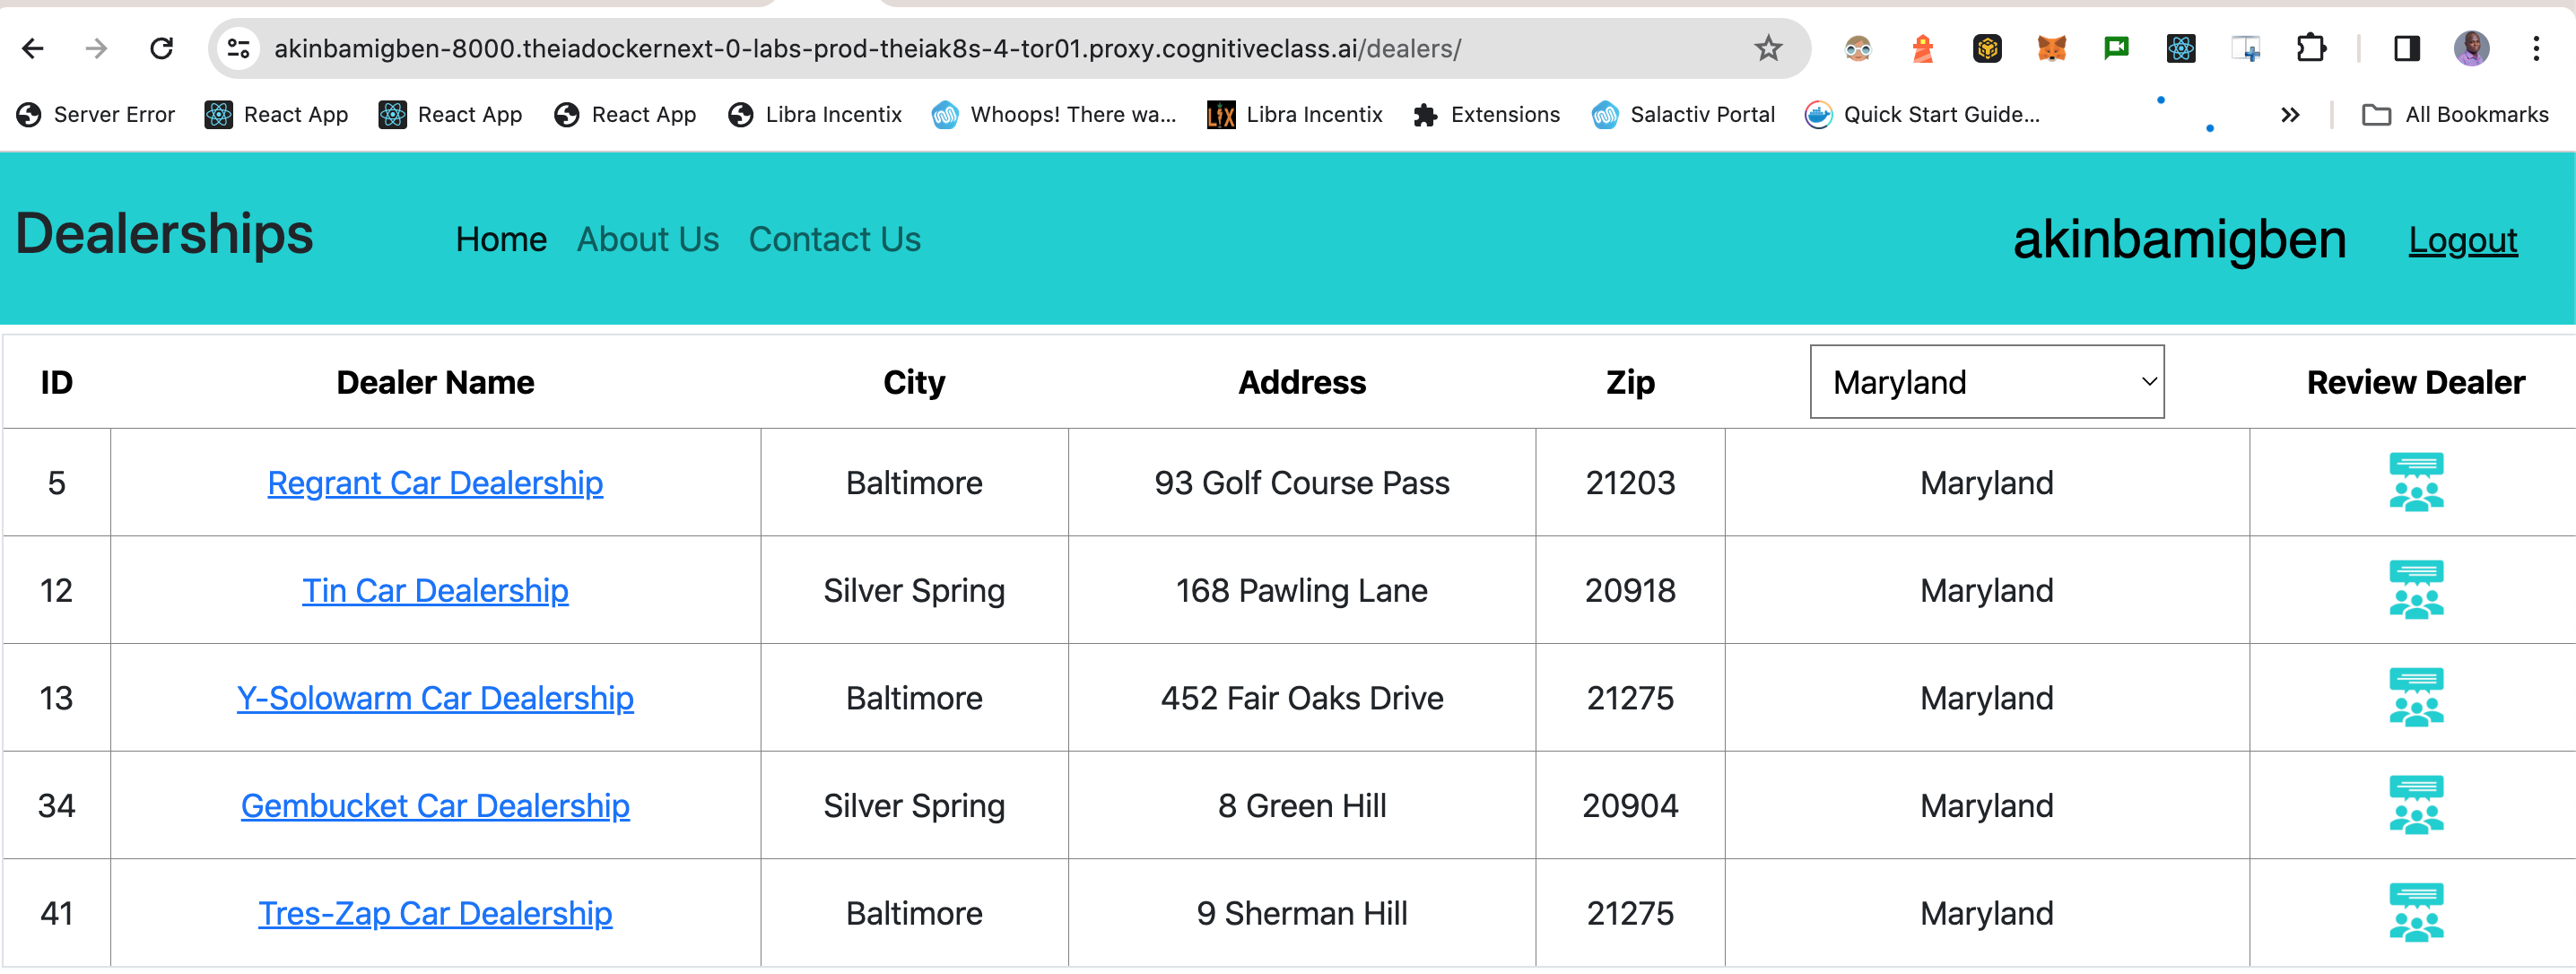 akinbamigben-8000.theiadockernext-0-labs-prod-theiak8s-4-tor01.proxy.cognitiveclass.ai/dealers/
Server Error React App React App React App Libra Incentix Whoops! There wa... LIX Libra Incentix Extensions Salactiv Portal Quick Start Guide... All Bookmarks
Dealerships Home About Us Contact Us akinbamigben Logout
ID Dealer Name City Address Zip Maryland Review Dealer
5 Regrant Car Dealership Baltimore 93 Golf Course Pass 21203 Maryland
12 Tin Car Dealership Silver Spring 168 Pawling Lane 20918 Maryland
13 Y-Solowarm Car Dealership Baltimore 452 Fair Oaks Drive 21275 Maryland
34 Gembucket Car Dealership Silver Spring 8 Green Hill 20904 Maryland
41 Tres-Zap Car Dealership Baltimore 9 Sherman Hill 21275 Maryland